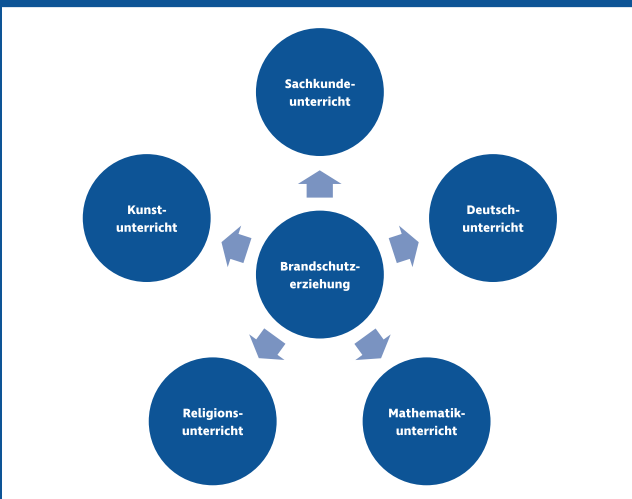 Sachkunde-
unterricht
Kunst-
unterricht
Deutsch-
unterricht
Brandschutz-
erziehung
Religions-
unterricht
Mathematik-
unterricht